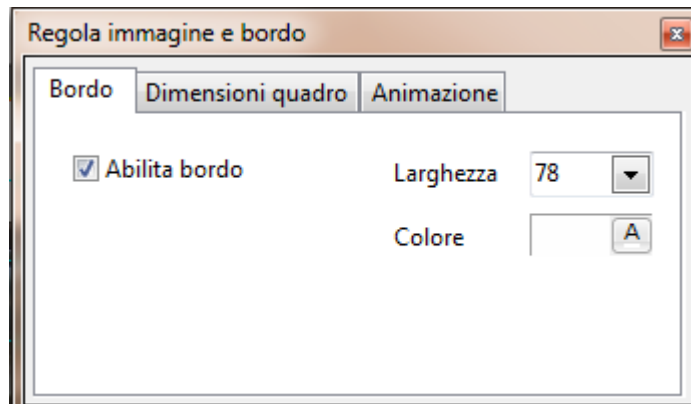 Regola immagine e bordo
Bordo Dimensioni quadro Animazione
Abilita bordo Larghezza 78
Colore A